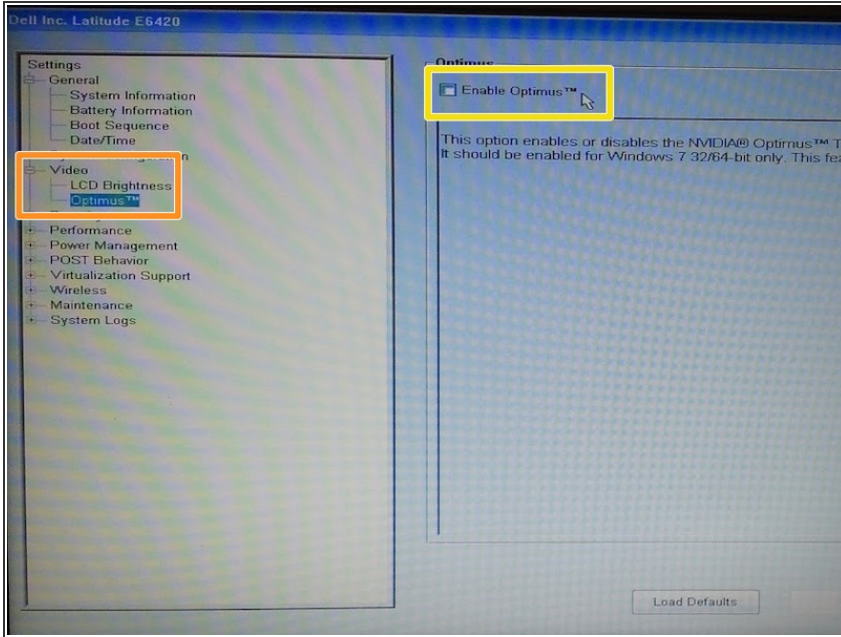 Dell Inc. Latitude E6420
Settings
General
System Information
Battery Information
Boot Sequence
Date/Time
Video
LCD Brightness
Optimus™
Performance
Power Management
POST Behavior
Virtualization Support
Wireless
Maintenance
System Logs
Optimus
Enable Optimus™
This option enables or disables the NVIDIA® Optimus™ T
It should be enabled for Windows 7 32/64-bit only. This fea
Load Defaults